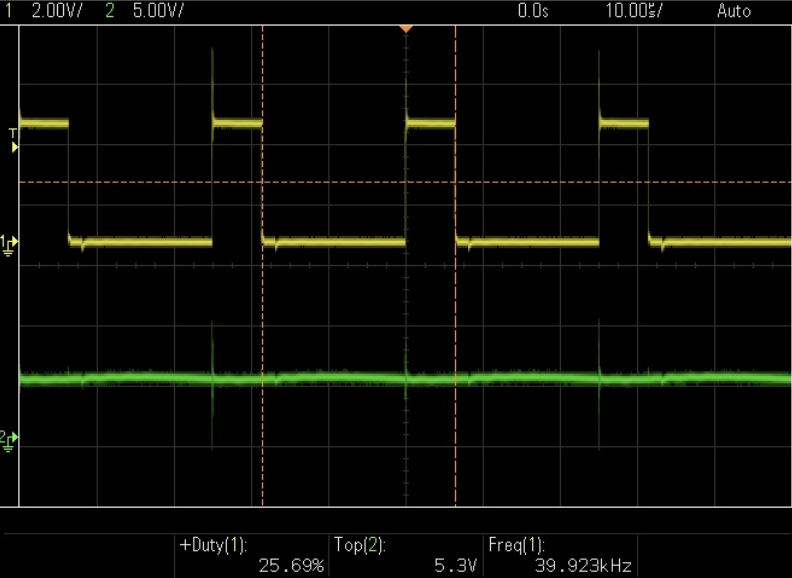 1 2.00V/ 2 5.00V/ 0.0s 10.00㎲/ Auto
T
1
2
+Duty(1): Top(2): Freq(1):
25.69% 5.3V 39.923kHz